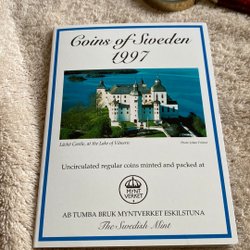 Coins of Sweden
1997
Läckö Castle, at the Lake of Vänern.
Uncirculated regular coins minted and packed at
MYNT
VERKET
AB TUMBA BRUK MYNTVERKET ESKILSTUNA
The Swedish Mint